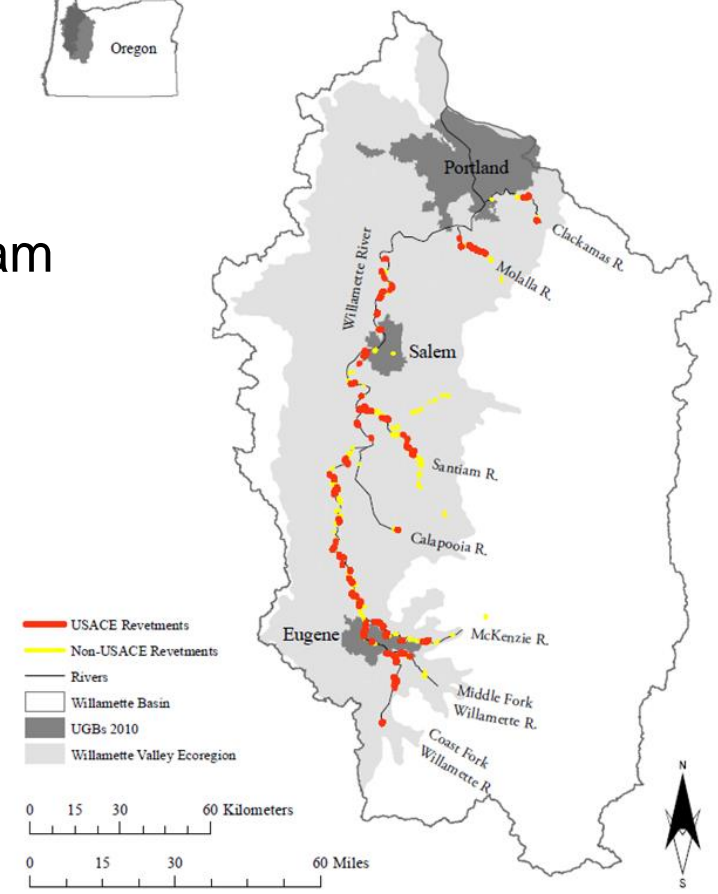 Oregon
am
Portland
Clackamas R.
Molalla R.
Willamette River
Salem
Santiam R.
Calapooia R.
Eugene
McKenzie R.
Middle Fork
Willamette R.
Coast Fork
Willamette R.
USACE Revetments
Non-USACE Revetments
Rivers
Willamette Basin
UGBs 2010
Willamette Valley Ecoregion
0 15 30 60 Kilometers
0 15 30 60 Miles
N
S